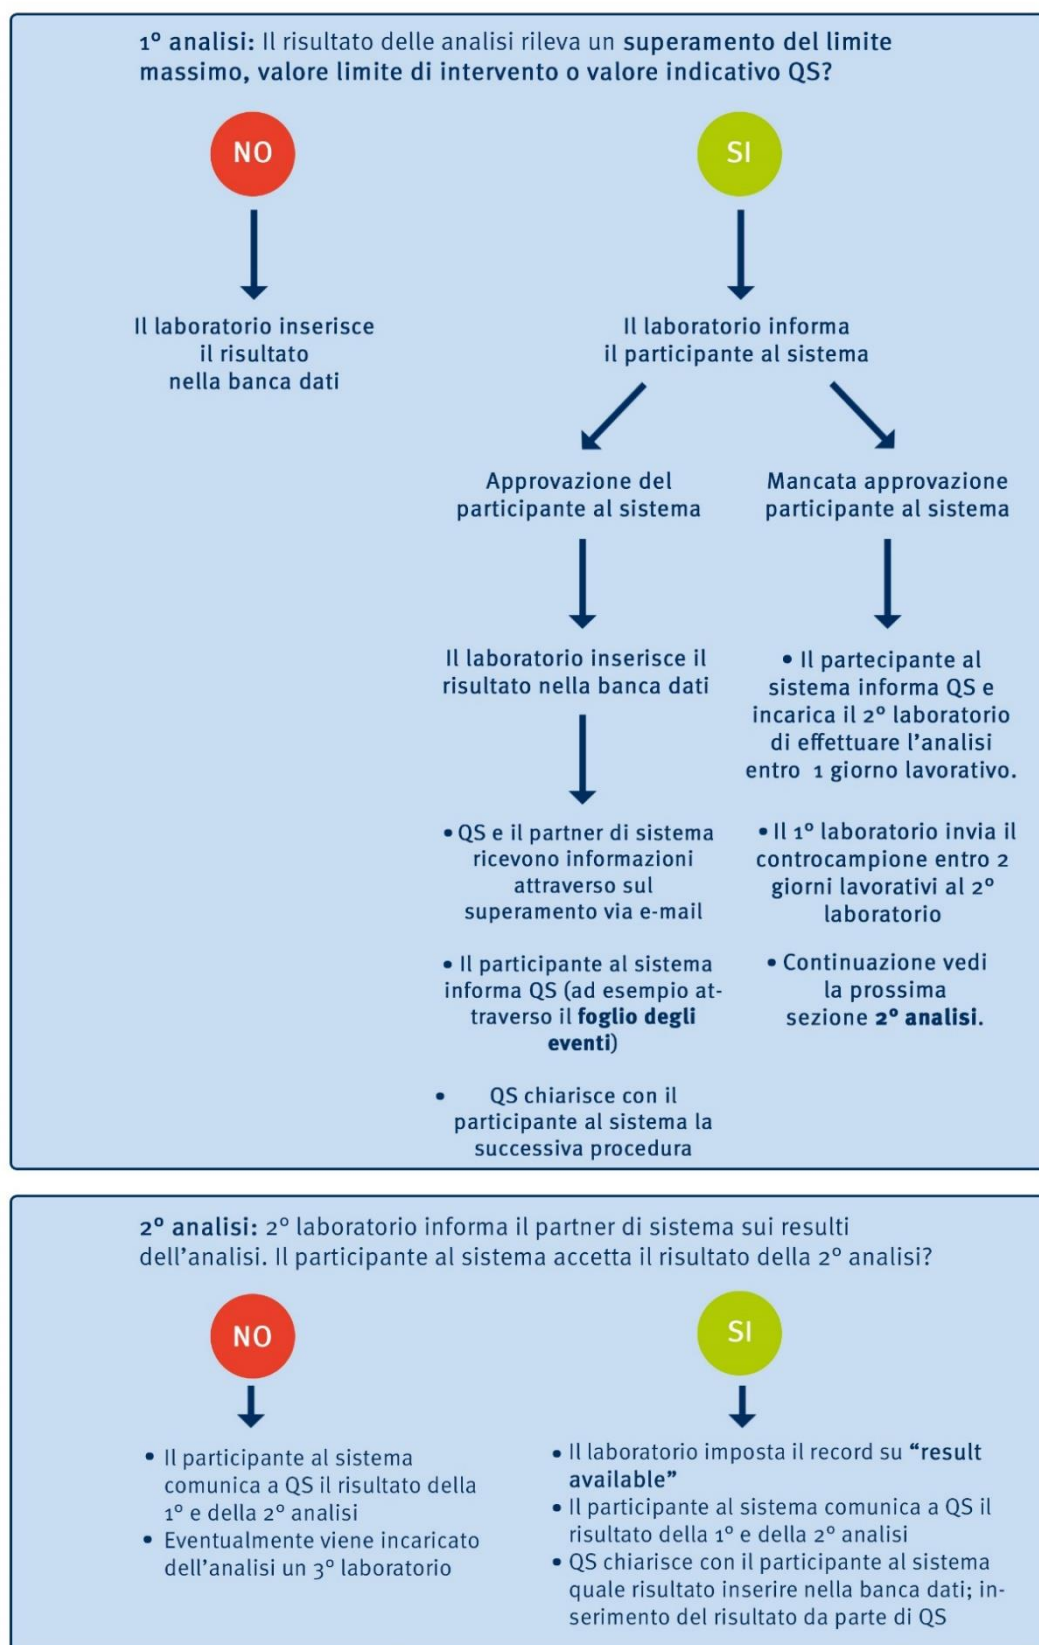 1° analisi: Il risultato delle analisi rileva un superamento del limite
massimo, valore limite di intervento o valore indicativo QS?
NO
Il laboratorio inserisce
il risultato
nella banca dati
SI
Il laboratorio informa
il participante al sistema
Approvazione del
participante al sistema
Il laboratorio inserisce il
risultato nella banca dati
• QS e il partner di sistema
ricevono informazioni
attraverso sul
superamento via e-mail
• Il participante al sistema
informa QS (ad esempio at-
traverso il foglio degli
eventi)
• QS chiarisce con il
participante al sistema la
successiva procedura
Mancata approvazione
participante al sistema
• Il partecipante al
sistema informa QS e
incarica il 2° laboratorio
di effettuare l'analisi
entro 1 giorno lavorativo.
• Il 1° laboratorio invia il
controcampione entro 2
giorni lavorativi al 2°
laboratorio
• Continuazione vedi
la prossima
sezione 2° analisi.
2° analisi: 2° laboratorio informa il partner di sistema sui resulti
dell'analisi. Il participante al sistema accetta il risultato della 2° analisi?
NO
• Il participante al sistema
comunica a QS il risultato della
1° e della 2° analisi
• Eventualmente viene incaricato
dell'analisi un 3° laboratorio
SI
• Il laboratorio imposta il record su "result
available"
• Il participante al sistema comunica a QS il
risultato della 1° e della 2° analisi
• QS chiarisce con il participante al sistema
quale risultato inserire nella banca dati; in-
serimento del risultato da parte di QS